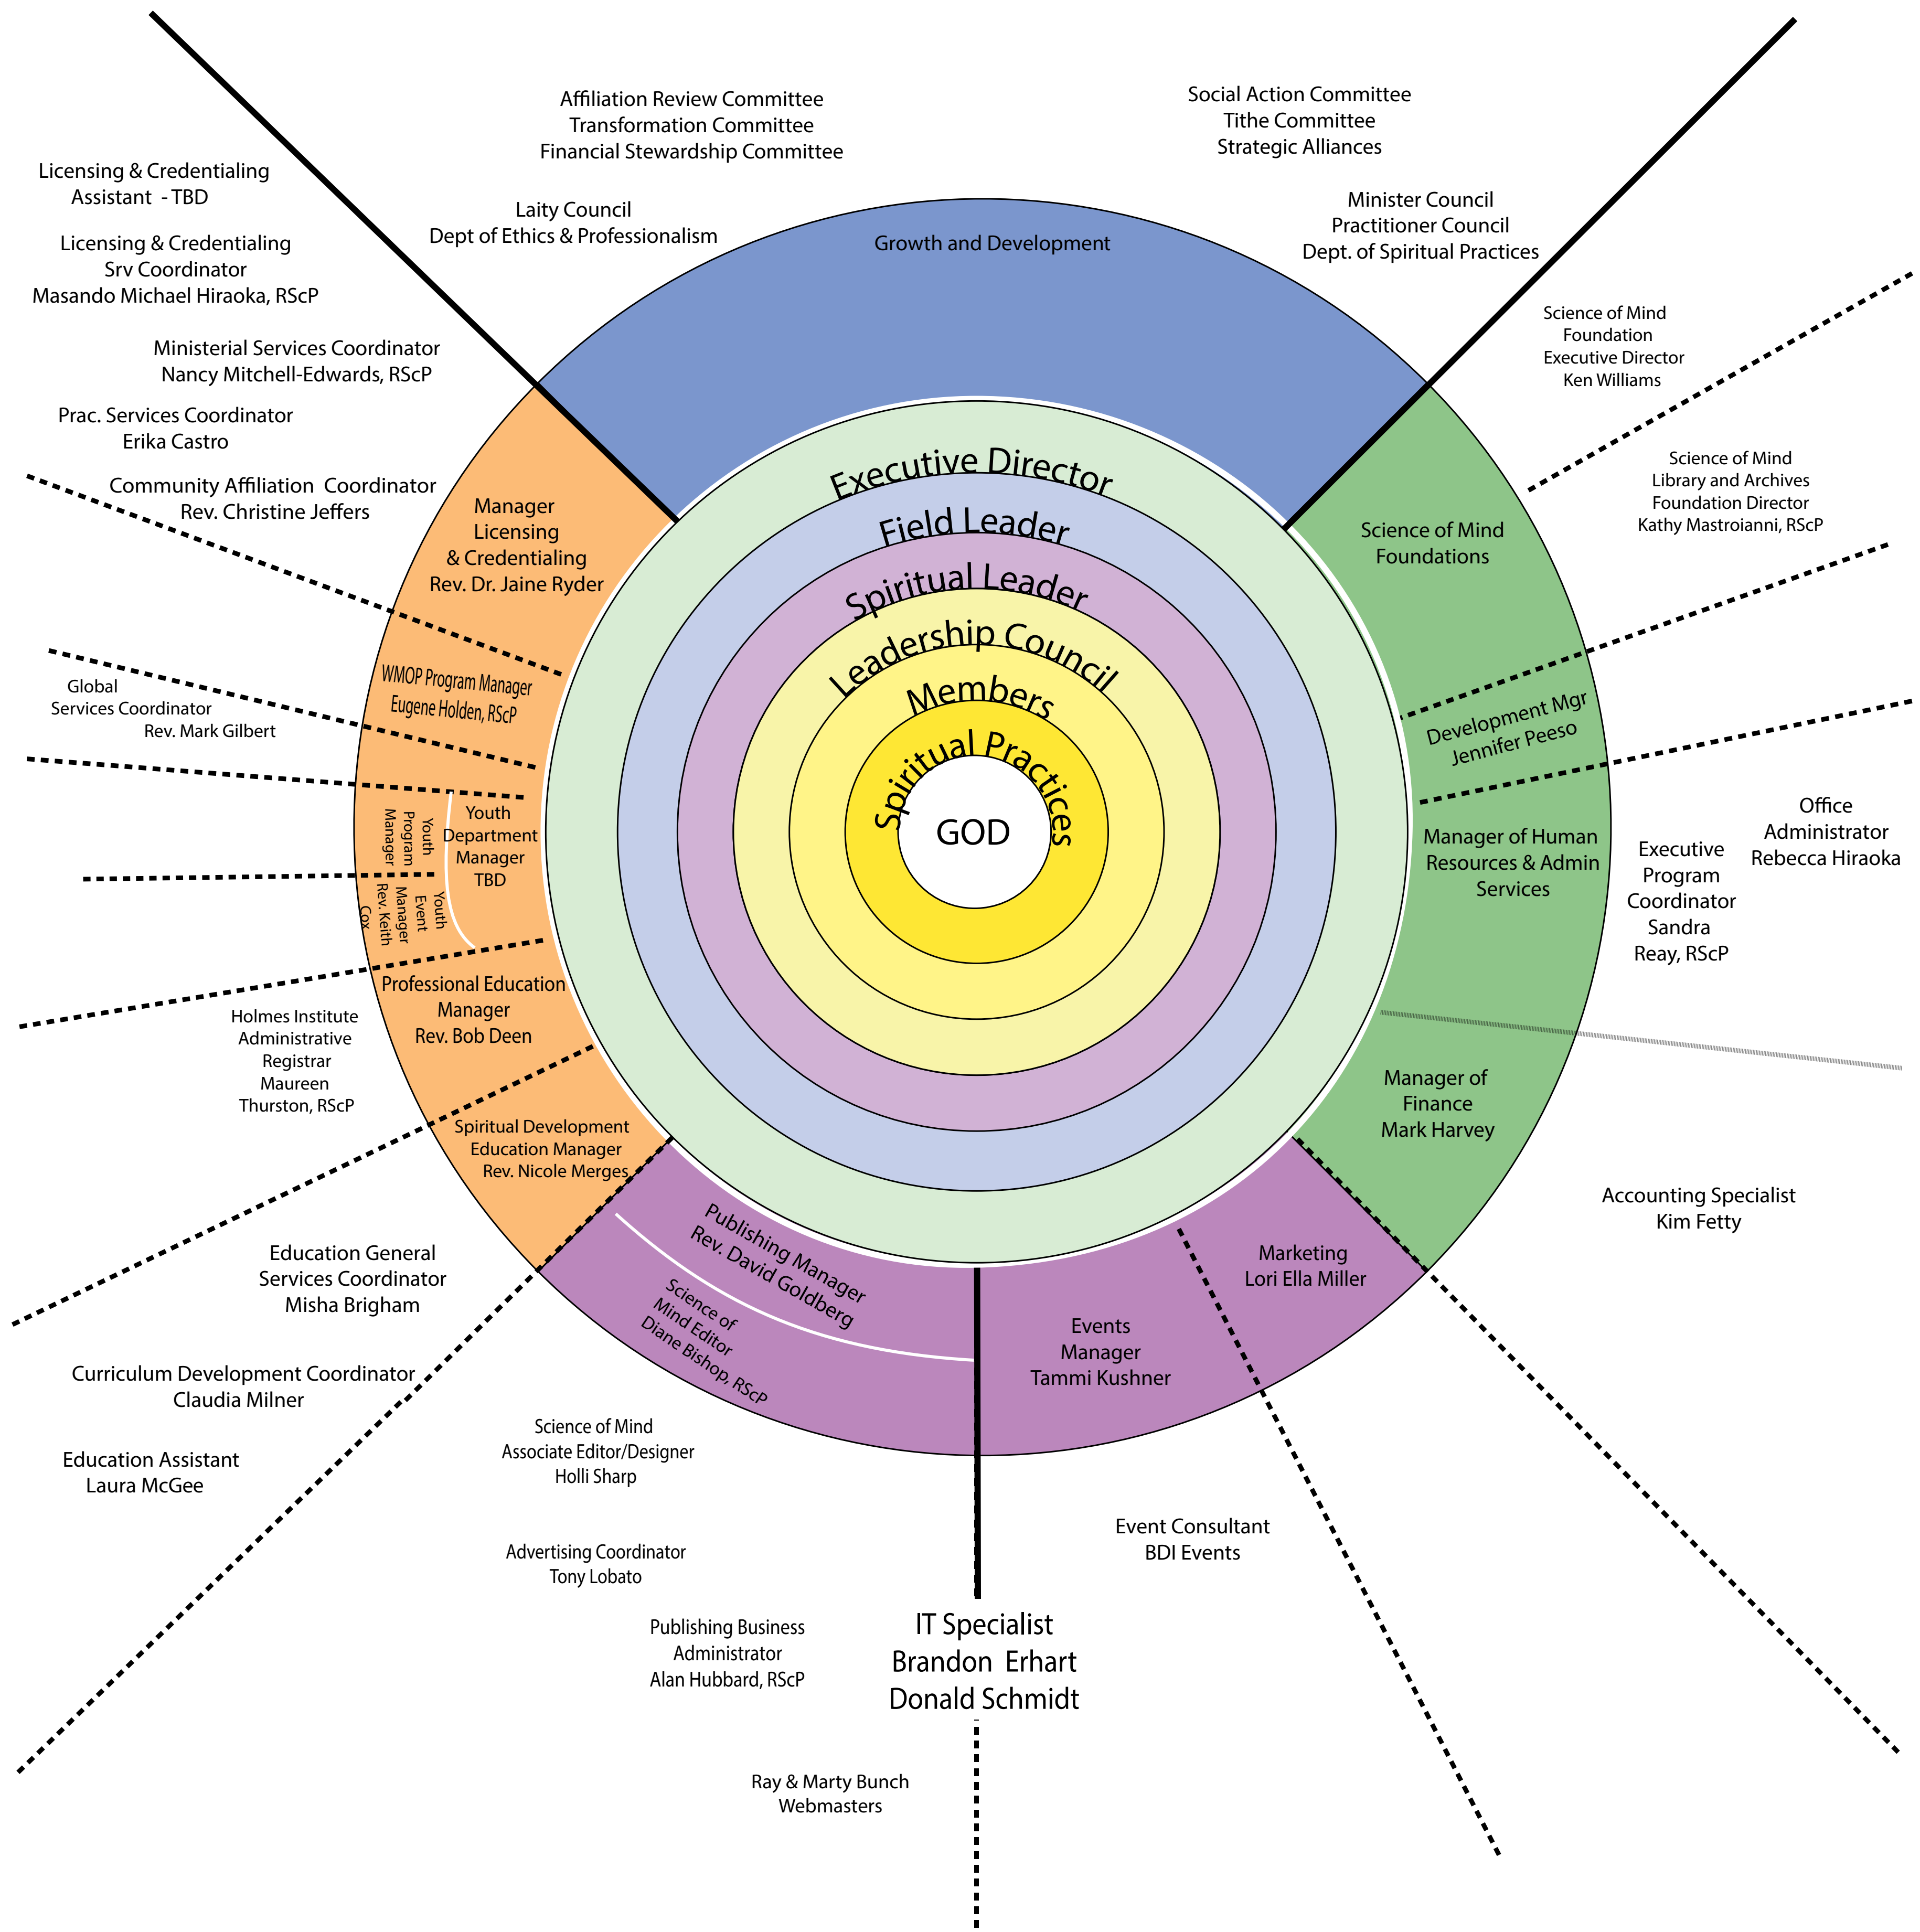 Affiliation Review Committee
Transformation Committee
Financial Stewardship Committee
Laity Council
Dept of Ethics & Professionalism
Social Action Committee
Tithe Committee
Strategic Alliances
Minister Council
Practitioner Council
Dept. of Spiritual Practices
Growth and Development
Licensing & Credentialing
Assistant - TBD
Licensing & Credentialing
Srv Coordinator
Masando Michael Hiraoka, RScP
Ministerial Services Coordinator
Nancy Mitchell-Edwards, RScP
Prac. Services Coordinator
Erika Castro
Community Affiliation Coordinator
Rev. Christine Jeffers
Manager
Licensing
& Credentialing
Rev. Dr. Jaine Ryder
WMOP Program Manager
Eugene Holden, RScP
Global
Services Coordinator
Rev. Mark Gilbert
Youth
Department
Manager
TBD
Youth
Program
Manager
Youth
Event
Manager
Rev. Keith
Cox
Professional Education
Manager
Rev. Bob Deen
Holmes Institute
Administrative
Registrar
Maureen
Thurston, RScP
Spiritual Development
Education Manager
Rev. Nicole Merges
Education General
Services Coordinator
Misha Brigham
Curriculum Development Coordinator
Claudia Milner
Education Assistant
Laura McGee
Executive Director
Field Leader
Spiritual Leader
Leadership Council
Members
Spiritual Practices
GOD
Science of Mind
Foundation
Executive Director
Ken Williams
Science of Mind
Library and Archives
Foundation Director
Kathy Mastroianni, RScP
Science of Mind
Foundations
Development Mgr
Jennifer Peeso
Manager of Human
Resources & Admin
Services
Executive
Program
Coordinator
Sandra
Reay, RScP
Office
Administrator
Rebecca Hiraoka
Manager of
Finance
Mark Harvey
Accounting Specialist
Kim Fetty
Marketing
Lori Ella Miller
Events
Manager
Tammi Kushner
Event Consultant
BDI Events
Publishing Manager
Rev. David Goldberg
Science of
Mind Editor
Diane Bishop, RScP
Science of Mind
Associate Editor/Designer
Holli Sharp
Advertising Coordinator
Tony Lobato
Publishing Business
Administrator
Alan Hubbard, RScP
IT Specialist
Brandon Erhart
Donald Schmidt
Ray & Marty Bunch
Webmasters